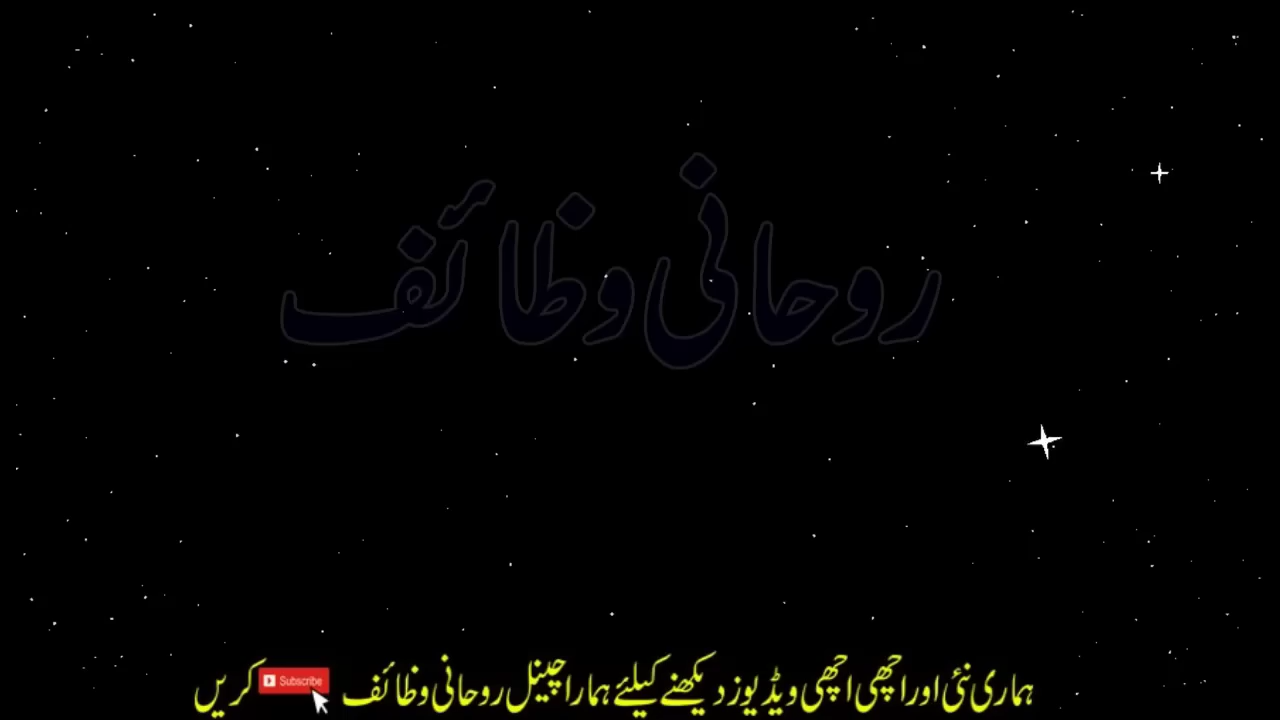 روحانی وظائف
ہماری نئی اور اچھی اچھی ویڈیوز دیکھنے کیلئے ہمارا چینل روحانی وظائف Subscribe کریں